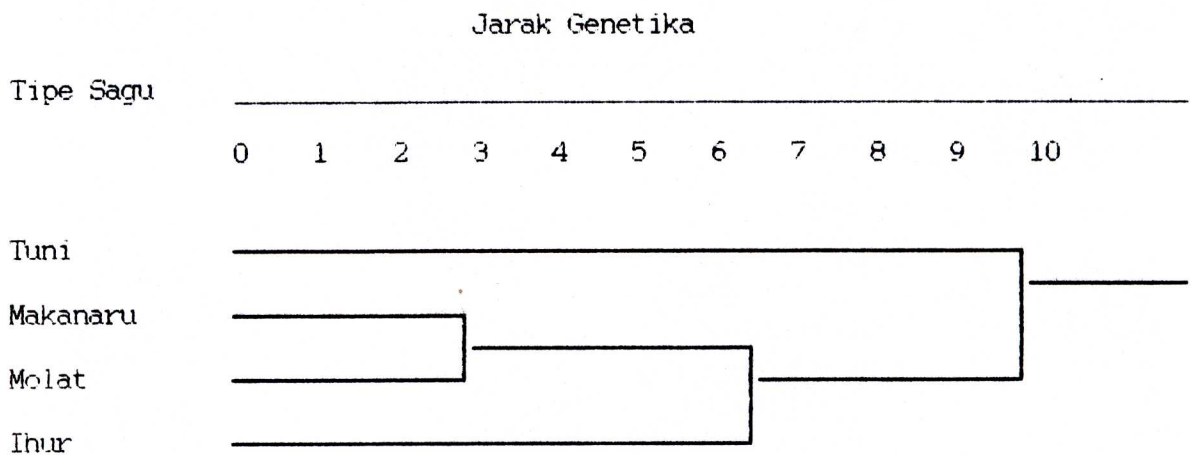 Jarak Genetika
Tipe Sagu
0 1 2 3 4 5 6 7 8 9 10
Tuni
Makanaru
Molat
Ihur